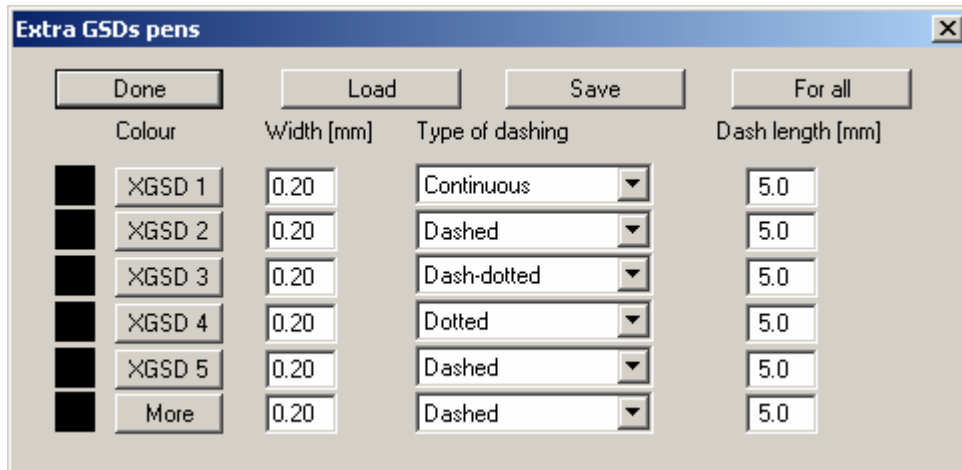 Extra GSDs pens
Done Load Save For all
Colour Width [mm] Type of dashing Dash length [mm]
XGSD 1 0.20 Continuous 5.0
XGSD 2 0.20 Dashed 5.0
XGSD 3 0.20 Dash-dotted 5.0
XGSD 4 0.20 Dotted 5.0
XGSD 5 0.20 Dashed 5.0
More 0.20 Dashed 5.0